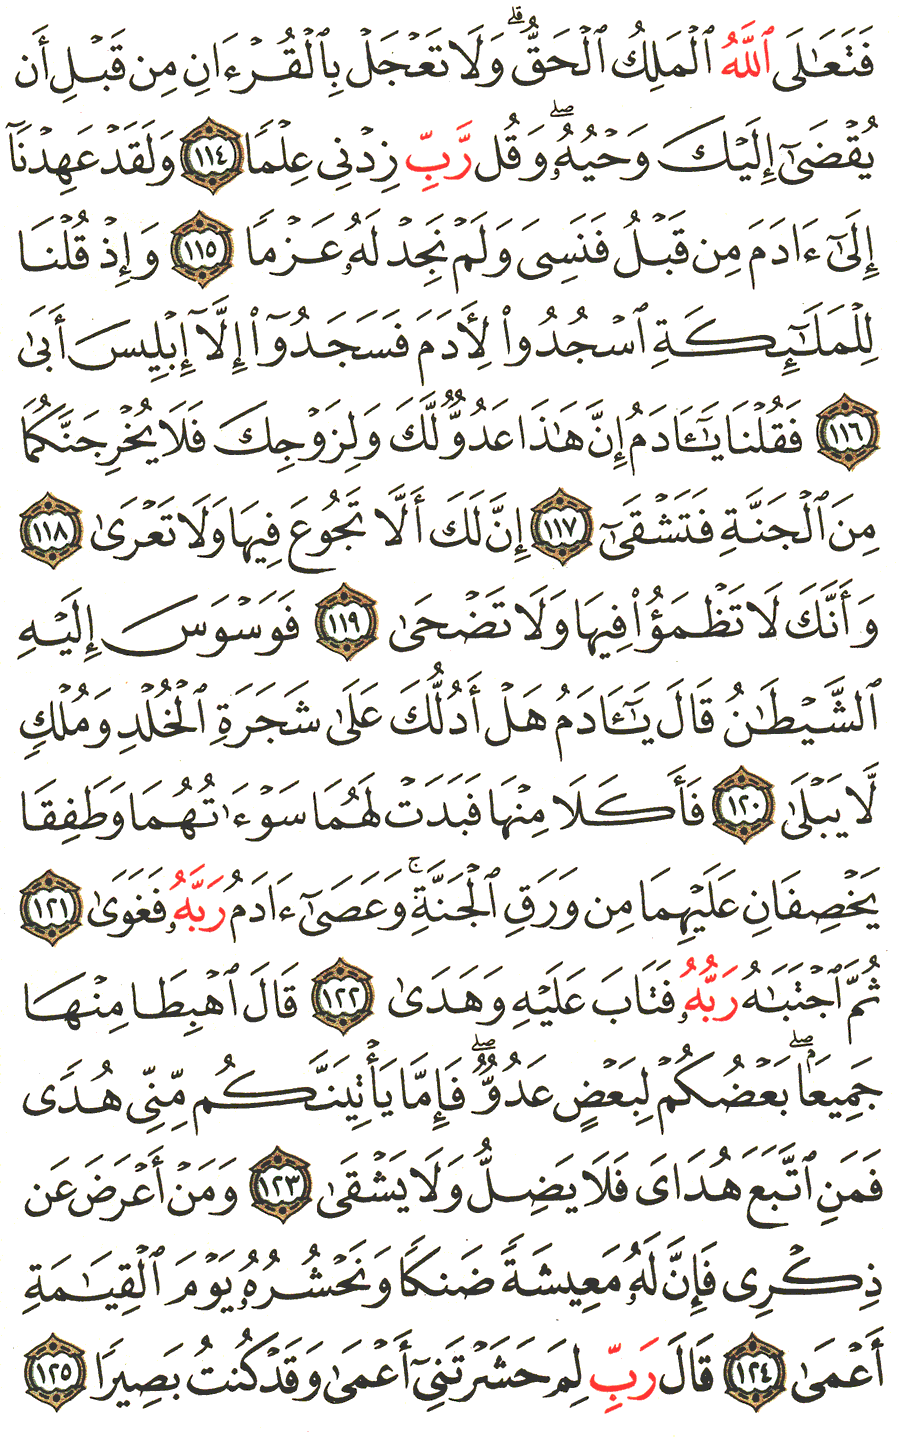 فَتَعَٰلَى ٱللَّهُ ٱلْمَلِكُ ٱلْحَقُّ ۗ وَلَا تَعْجَلْ بِٱلْقُرْءَانِ مِن قَبْلِ أَن
يُقْضَىٰٓ إِلَيْكَ وَحْيُهُۥ ۖ وَقُل رَّبِّ زِدْنِى عِلْمًا ١١٤ وَلَقَدْ عَهِدْنَآ
إِلَىٰٓ ءَادَمَ مِن قَبْلُ فَنَسِىَ وَلَمْ نَجِدْ لَهُۥ عَزْمًا ١١٥ وَإِذْ قُلْنَا
لِلْمَلَٰٓئِكَةِ ٱسْجُدُوا۟ لِـَٔادَمَ فَسَجَدُوٓا۟ إِلَّآ إِبْلِيسَ أَبَىٰ
١١٦ فَقُلْنَا يَٰٓـَٔادَمُ إِنَّ هَٰذَا عَدُوٌّ لَّكَ وَلِزَوْجِكَ فَلَا يُخْرِجَنَّكُمَا
مِنَ ٱلْجَنَّةِ فَتَشْقَىٰٓ ١١٧ إِنَّ لَكَ أَلَّا تَجُوعَ فِيهَا وَلَا تَعْرَىٰ ١١٨
وَأَنَّكَ لَا تَظْمَؤُا۟ فِيهَا وَلَا تَضْحَىٰ ١١٩ فَوَسْوَسَ إِلَيْهِ
ٱلشَّيْطَٰنُ قَالَ يَٰٓـَٔادَمُ هَلْ أَدُلُّكَ عَلَىٰ شَجَرَةِ ٱلْخُلْدِ وَمُلْكٍ
لَّا يَبْلَىٰ ١٢٠ فَأَكَلَا مِنْهَا فَبَدَتْ لَهُمَا سَوْءَٰتُهُمَا وَطَفِقَا
يَخْصِفَانِ عَلَيْهِمَا مِن وَرَقِ ٱلْجَنَّةِ ۚ وَعَصَىٰٓ ءَادَمُ رَبَّهُۥ فَغَوَىٰ ١٢١
ثُمَّ ٱجْتَبَٰهُ رَبُّهُۥ فَتَابَ عَلَيْهِ وَهَدَىٰ ١٢٢ قَالَ ٱهْبِطَا مِنْهَا
جَمِيعًۢا ۖ بَعْضُكُمْ لِبَعْضٍ عَدُوٌّ ۖ فَإِمَّا يَأْتِيَنَّكُم مِّنِّى هُدًى
فَمَنِ ٱتَّبَعَ هُدَاىَ فَلَا يَضِلُّ وَلَا يَشْقَىٰ ١٢٣ وَمَنْ أَعْرَضَ عَن
ذِكْرِى فَإِنَّ لَهُۥ مَعِيشَةً ضَنكًا وَنَحْشُرُهُۥ يَوْمَ ٱلْقِيَٰمَةِ
أَعْمَىٰ ١٢٤ قَالَ رَبِّ لِمَ حَشَرْتَنِىٓ أَعْمَىٰ وَقَدْ كُنتُ بَصِيرًا ١٢٥